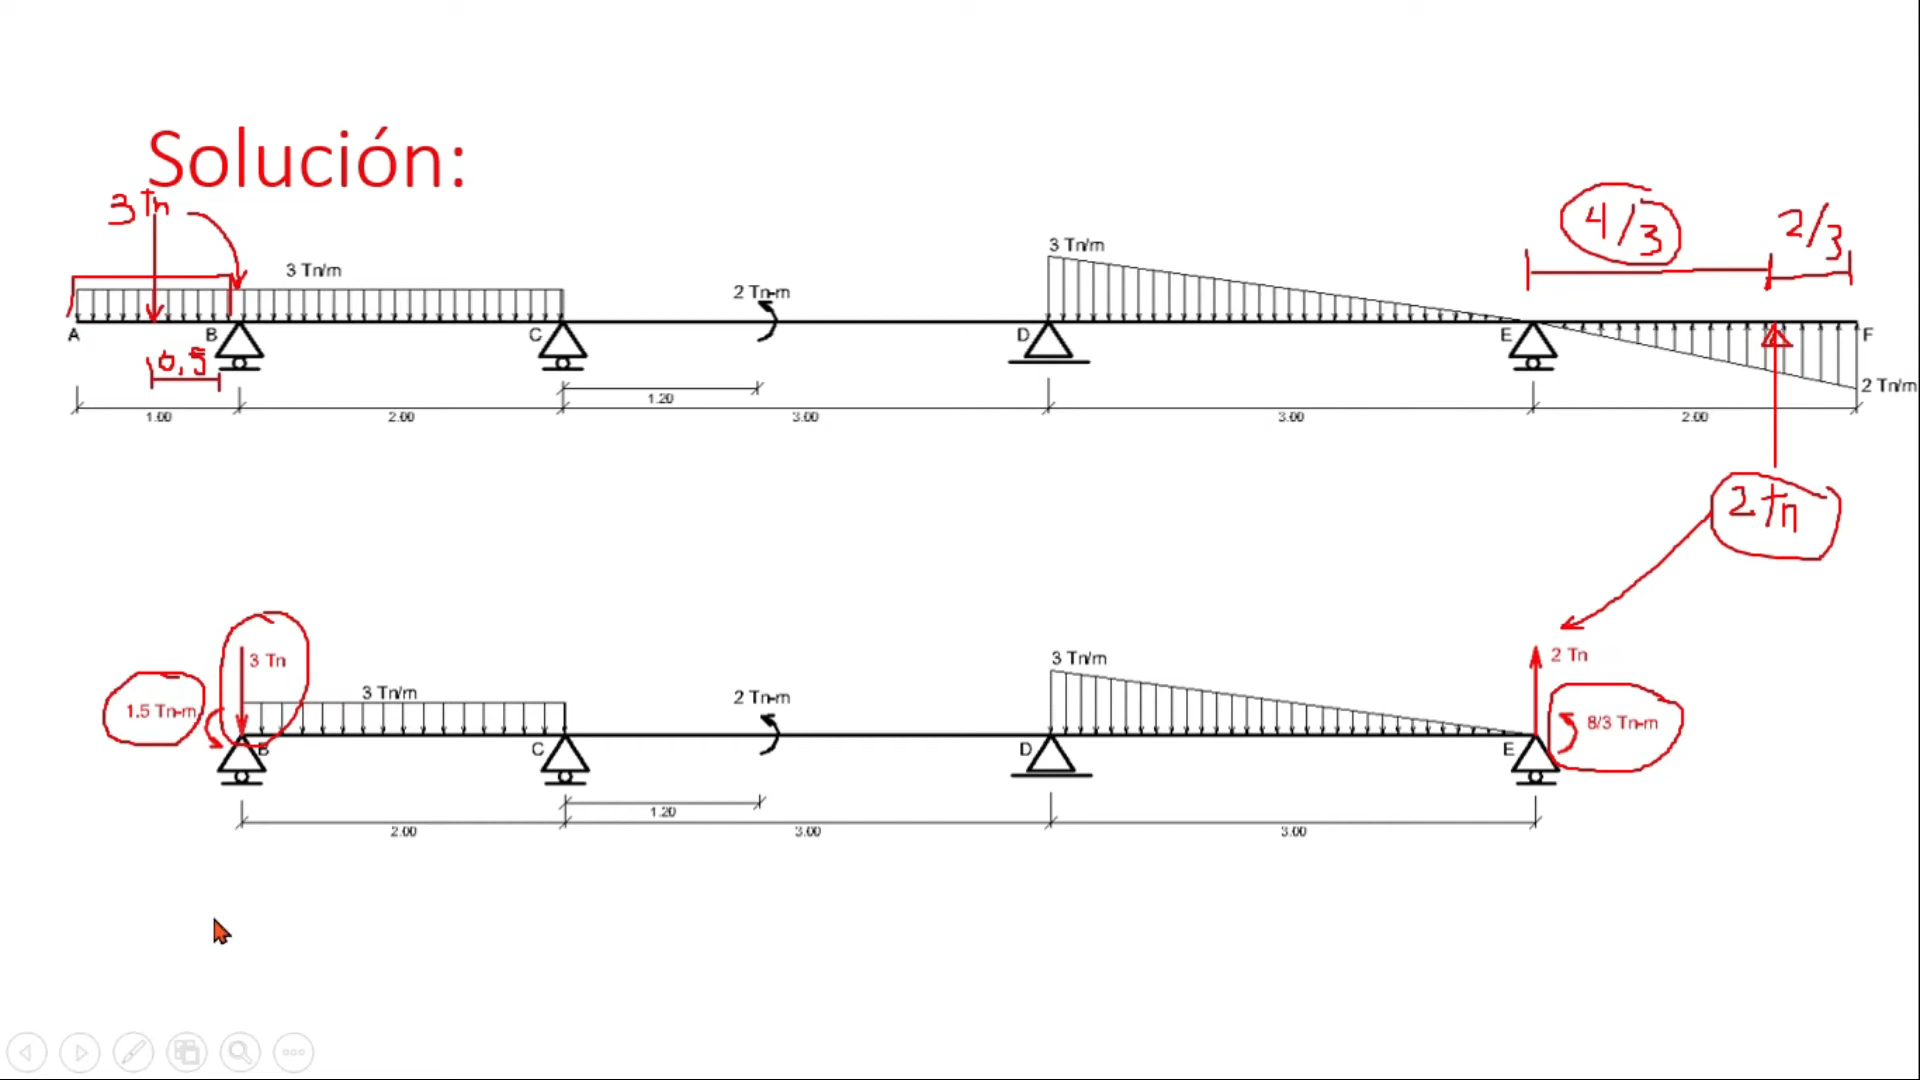 Solución:
3 Tn
4/3
2/3
3 Tn/m
3 Tn/m
2 Tn-m
A
B
C
D
E
F
0,5
2 Tn/m
1.20
1.00
2.00
3.00
3.00
2.00
2 Tn
3 Tn
3 Tn/m
2 Tn-m
3 Tn/m
2 Tn
1.5 Tn-m
8/3 Tn-m
B
C
D
E
1.20
2.00
3.00
3.00